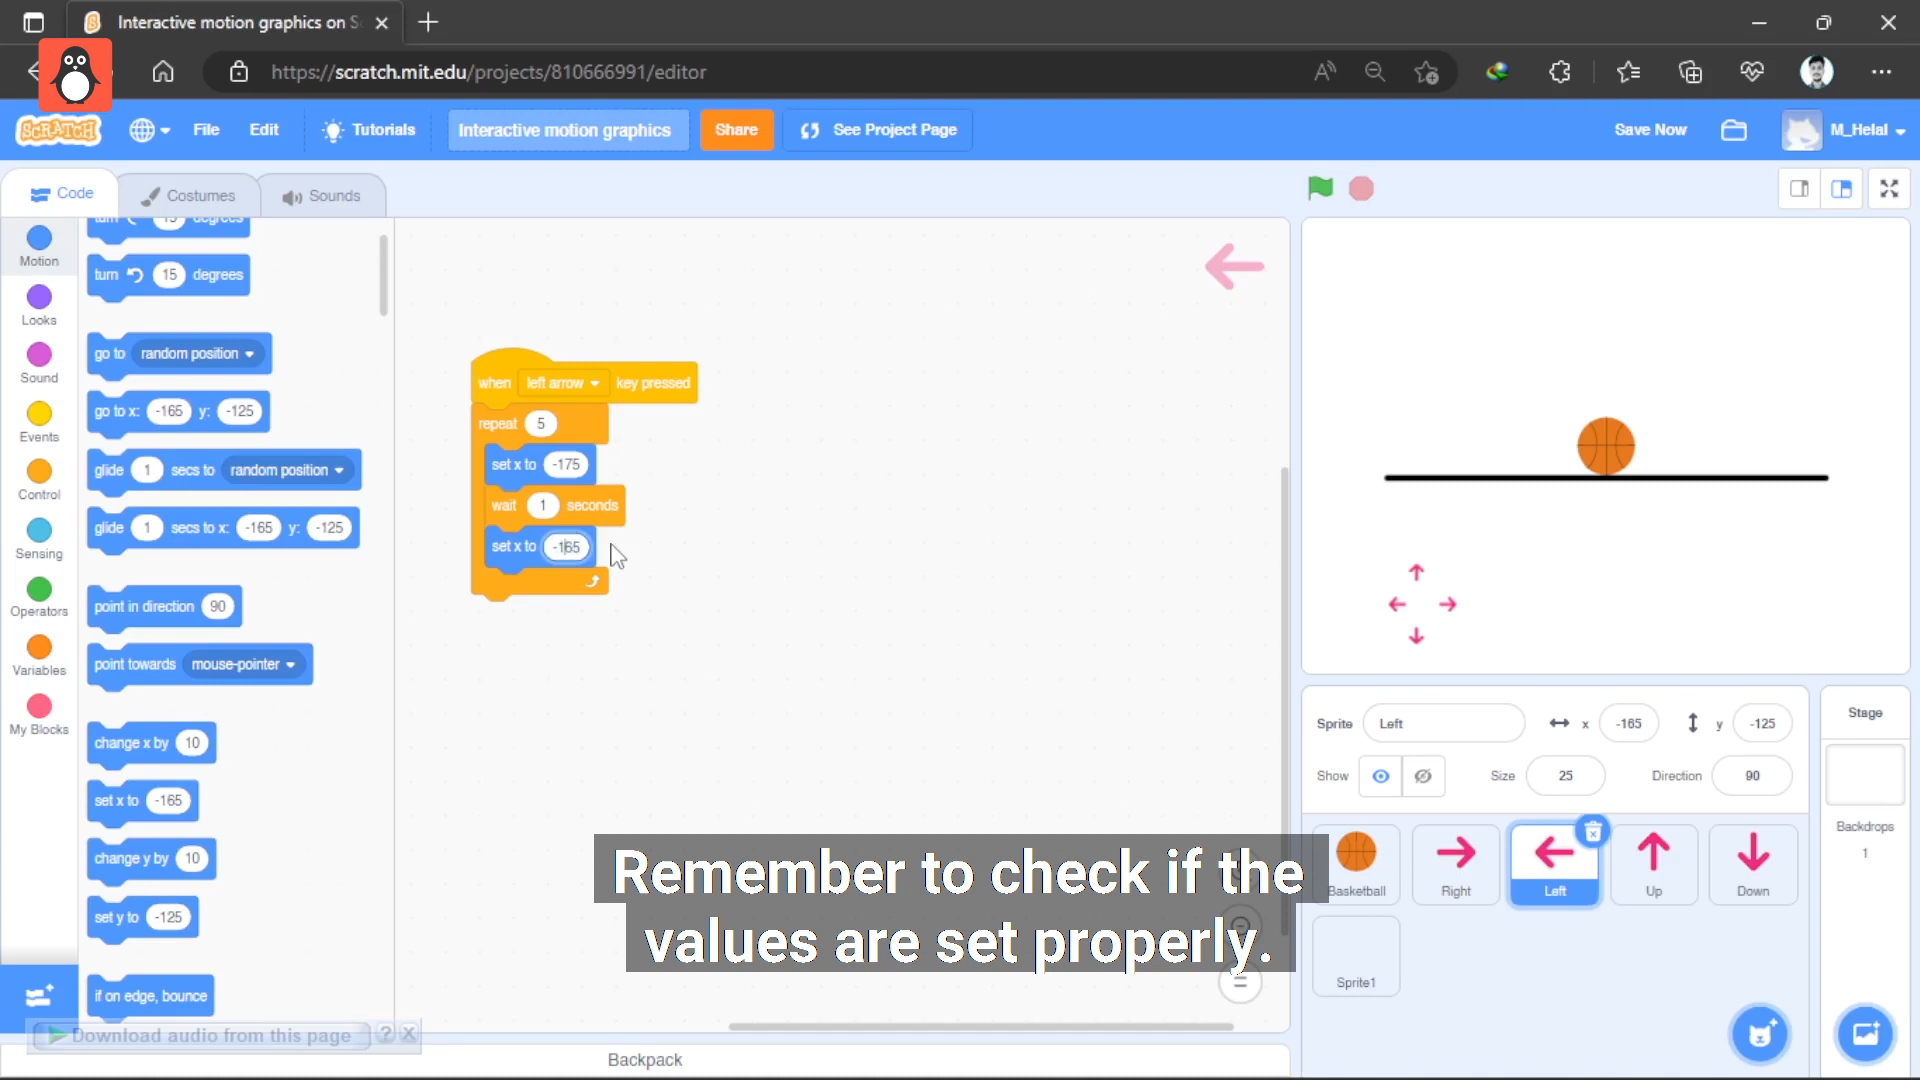 Interactive motion graphics on S
https://scratch.mit.edu/projects/810666991/editor
SCRATCH
File
Edit
Tutorials
Interactive motion graphics
Share
See Project Page
Save Now
M_Helal
Code
Costumes
Sounds
Motion
Looks
Sound
Events
Control
Sensing
Operators
Variables
My Blocks
turn 15 degrees
turn 15 degrees
go to random position
go to x: -165 y: -125
glide 1 secs to random position
glide 1 secs to x: -165 y: -125
point in direction 90
point towards mouse-pointer
change x by 10
set x to -165
change y by 10
set y to -125
if on edge, bounce
when left arrow key pressed
repeat 5
set x to -175
wait 1 seconds
set x to -165
Sprite Left x -165 y -125
Show Size 25 Direction 90
Basketball
Right
Left
Up
Down
Sprite1
Stage
Backdrops
1
Remember to check if the
values are set properly.
Download audio from this page ? X
Backpack